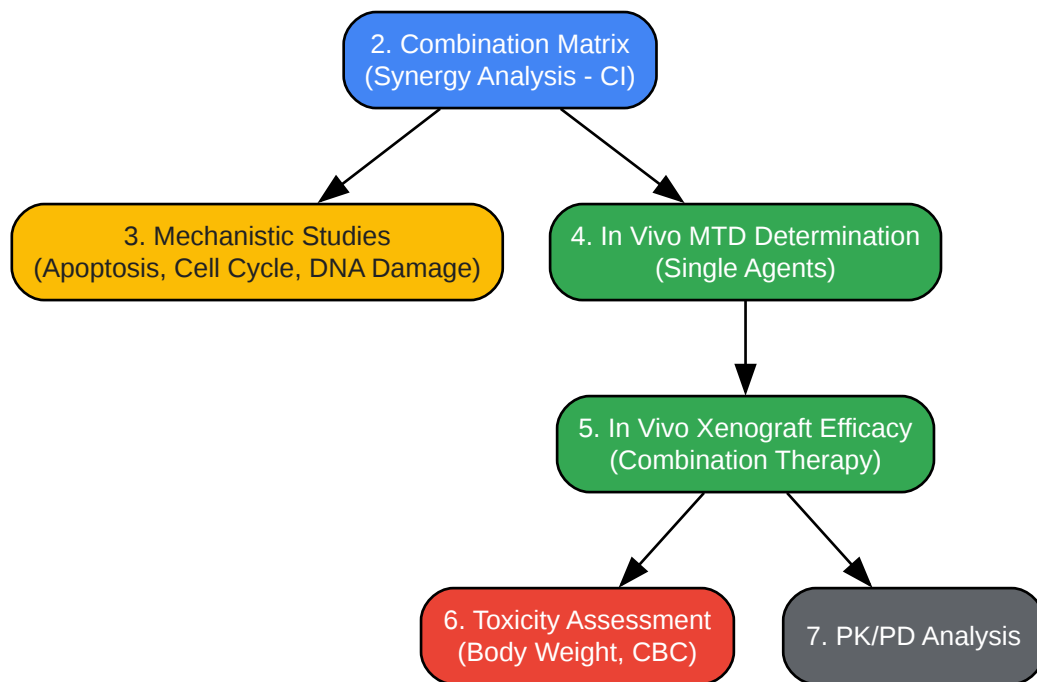 2. Combination Matrix
(Synergy Analysis - CI)
3. Mechanistic Studies
(Apoptosis, Cell Cycle, DNA Damage)
4. In Vivo MTD Determination
(Single Agents)
5. In Vivo Xenograft Efficacy
(Combination Therapy)
6. Toxicity Assessment
(Body Weight, CBC)
7. PK/PD Analysis